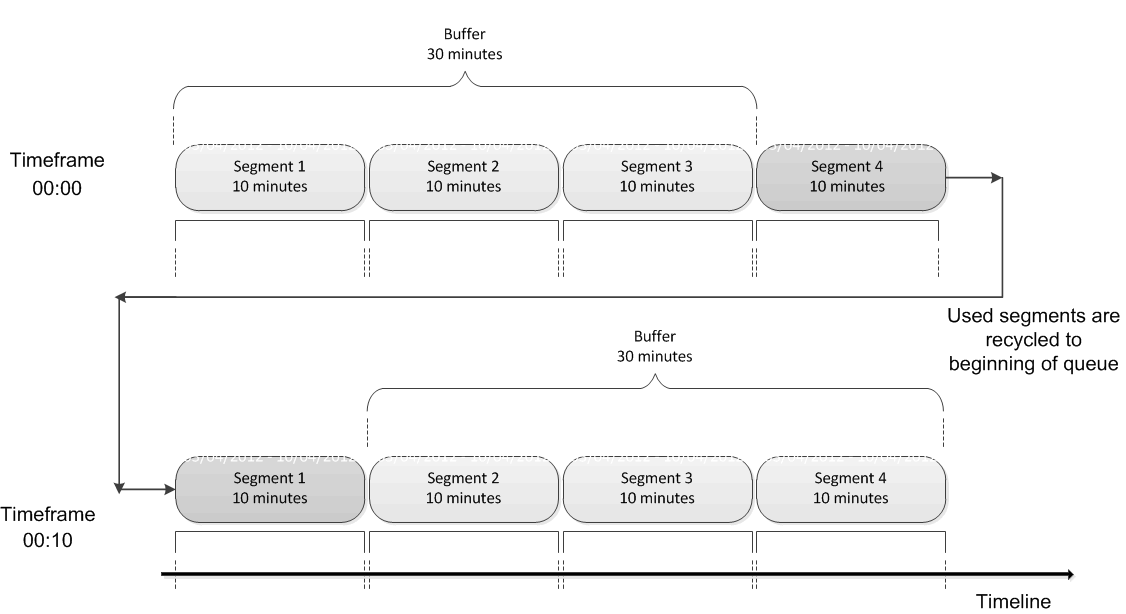 Buffer
30 minutes
Timeframe
00:00
Segment 1
10 minutes
Segment 2
10 minutes
Segment 3
10 minutes
Segment 4
10 minutes
Used segments are
recycled to
beginning of queue
Buffer
30 minutes
Timeframe
00:10
Segment 1
10 minutes
Segment 2
10 minutes
Segment 3
10 minutes
Segment 4
10 minutes
Timeline